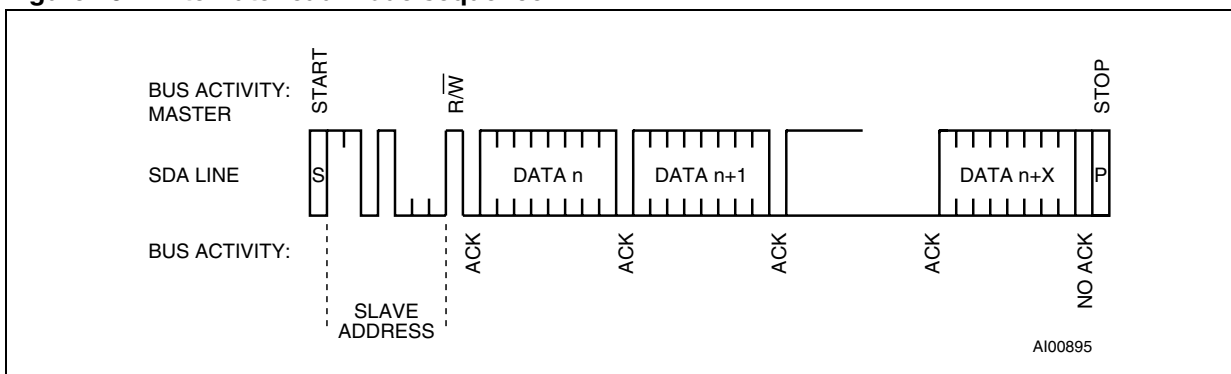 START
R/W
STOP
BUS ACTIVITY:
MASTER
SDA LINE
S
DATA n
DATA n+1
DATA n+X
P
BUS ACTIVITY:
ACK
ACK
ACK
ACK
NO ACK
SLAVE
ADDRESS
AI00895